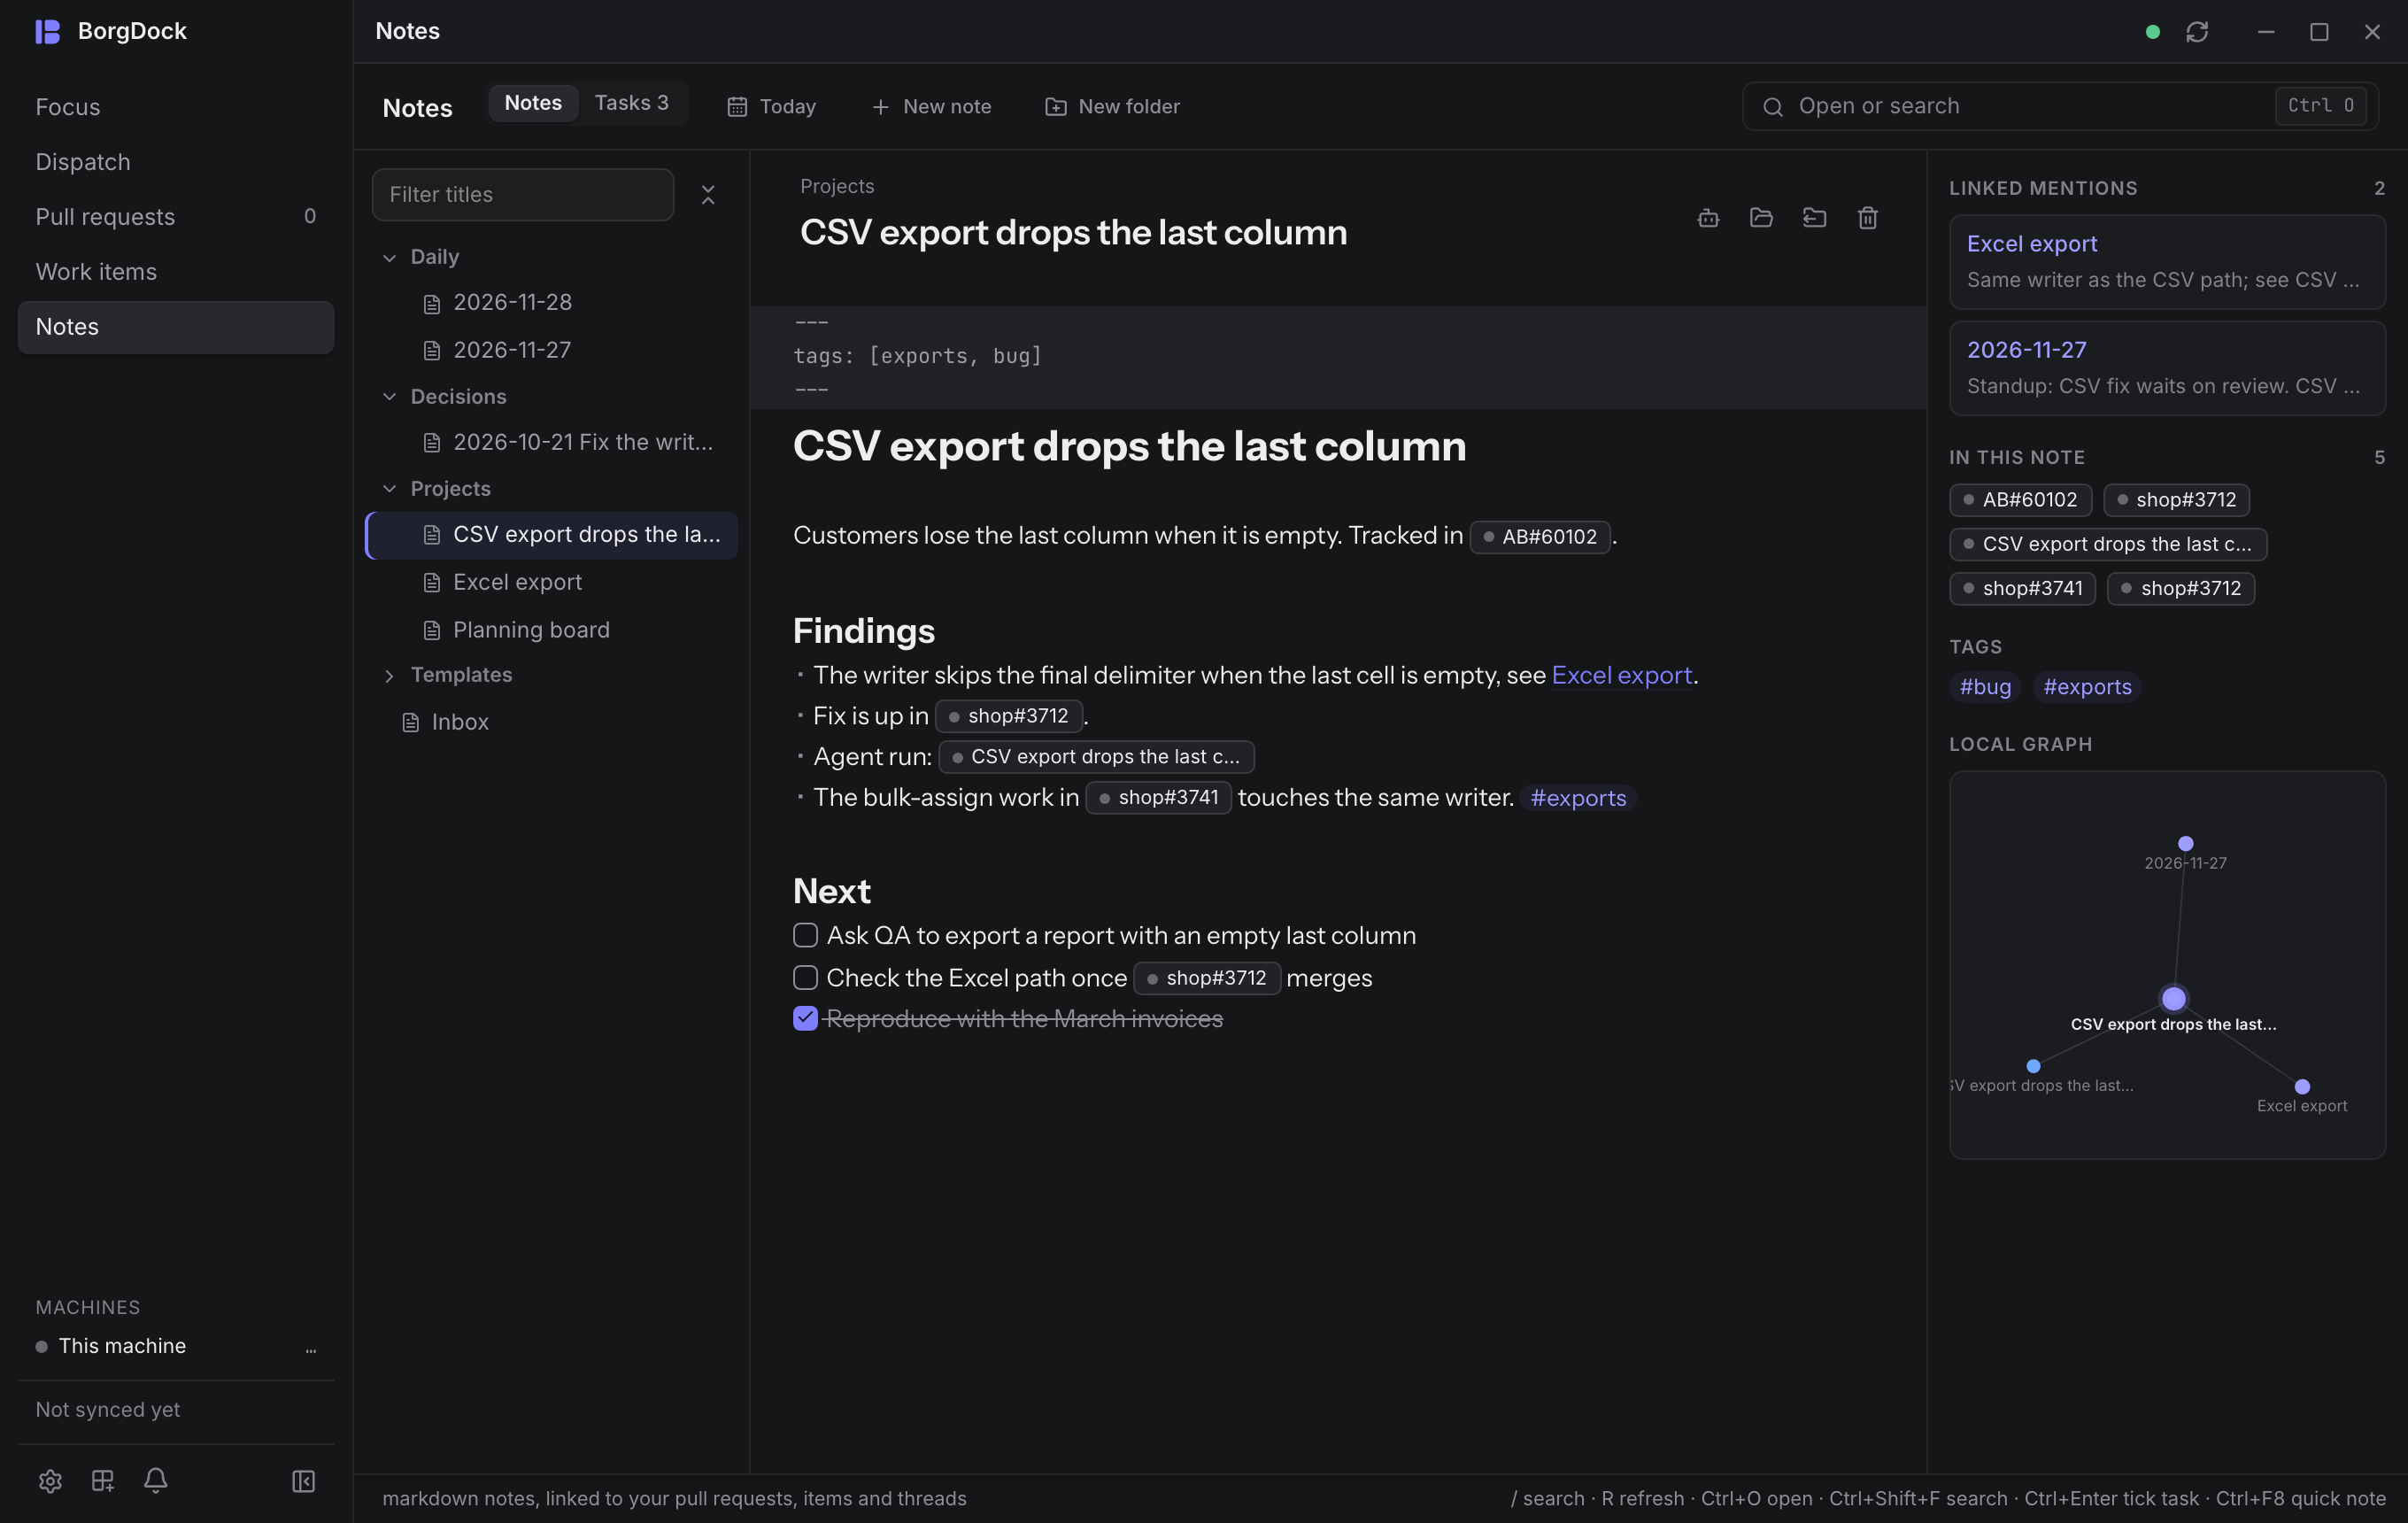 BorgDock
Focus
Dispatch
Pull requests 0
Work items
Notes
MACHINES
This machine ...
Not synced yet
Notes
Notes
Notes Tasks 3 Today New note New folder
Open or search Ctrl O
Filter titles
Daily
2026-11-28
2026-11-27
Decisions
2026-10-21 Fix the writ...
Projects
CSV export drops the la...
Excel export
Planning board
Templates
Inbox
Projects
CSV export drops the last column
---
tags: [exports, bug]
---
CSV export drops the last column
Customers lose the last column when it is empty. Tracked in AB#60102.
Findings
· The writer skips the final delimiter when the last cell is empty, see Excel export.
· Fix is up in shop#3712.
· Agent run: CSV export drops the last c...
· The bulk-assign work in shop#3741 touches the same writer. #exports
Next
Ask QA to export a report with an empty last column
Check the Excel path once shop#3712 merges
Reproduce with the March invoices
LINKED MENTIONS 2
Excel export
Same writer as the CSV path; see CSV ...
2026-11-27
Standup: CSV fix waits on review. CSV ...
IN THIS NOTE 5
AB#60102 shop#3712
CSV export drops the last c...
shop#3741 shop#3712
TAGS
#bug #exports
LOCAL GRAPH
2026-11-27
CSV export drops the last...
SV export drops the last...
Excel export
markdown notes, linked to your pull requests, items and threads
/ search · R refresh · Ctrl+O open · Ctrl+Shift+F search · Ctrl+Enter tick task · Ctrl+F8 quick note